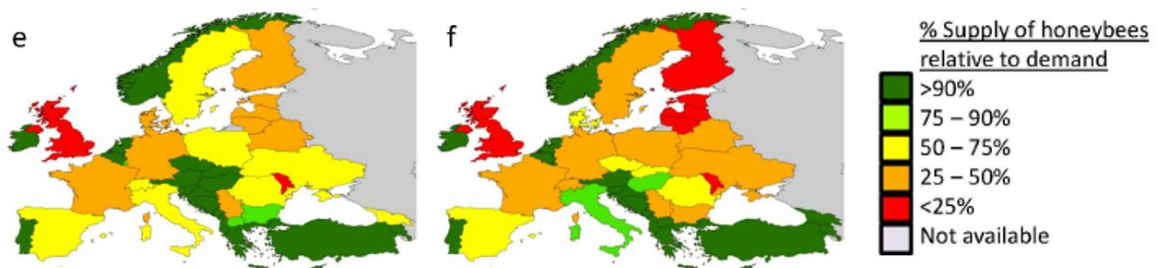 e
f
% Supply of honeybees
relative to demand
>90%
75 – 90%
50 – 75%
25 – 50%
<25%
Not available